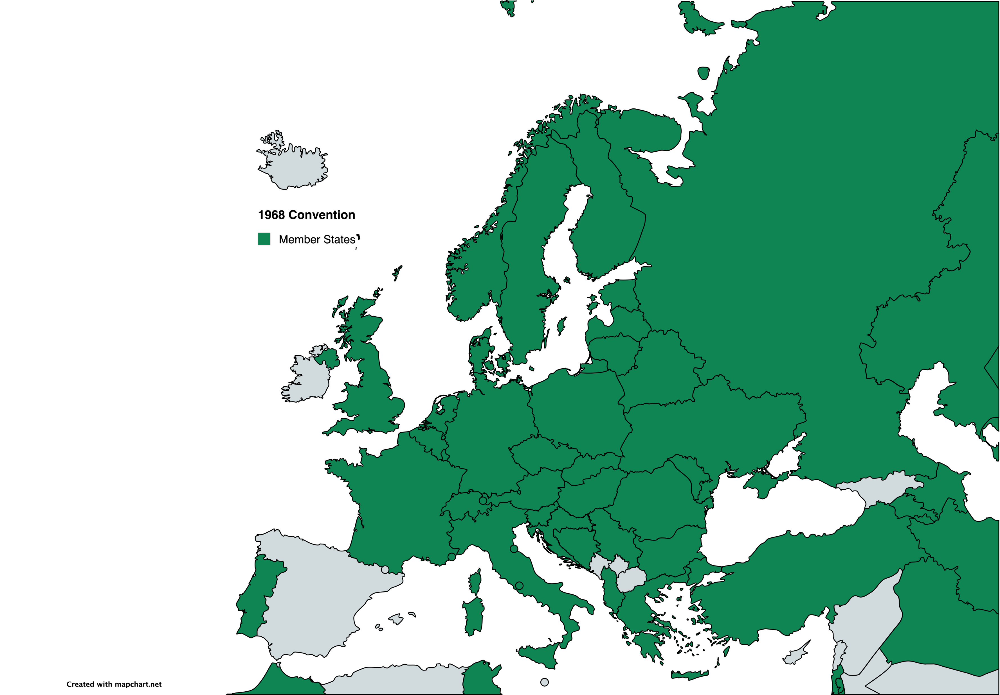 1968 Convention
Member States
Created with mapchart.net